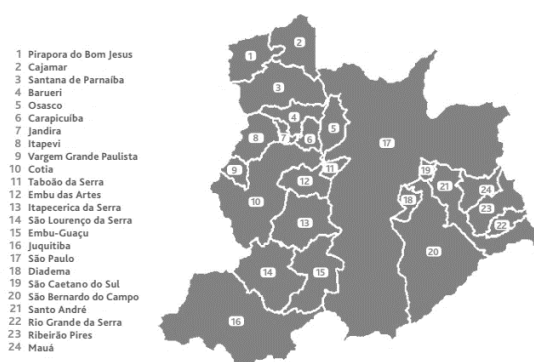 1 Pirapora do Bom Jesus
2 Cajamar
3 Santana de Parnaíba
4 Barueri
5 Osasco
6 Carapicuíba
7 Jandira
8 Itapevi
9 Vargem Grande Paulista
10 Cotia
11 Taboão da Serra
12 Embu das Artes
13 Itapecerica da Serra
14 São Lourenço da Serra
15 Embu-Guaçu
16 Juquitiba
17 São Paulo
18 Diadema
19 São Caetano do Sul
20 São Bernardo do Campo
21 Santo André
22 Rio Grande da Serra
23 Ribeirão Pires
24 Mauá
2
1
3
4
5
7
6
8
17
11
9
19
12
21
24
10
18
23
13
22
20
14
15
16